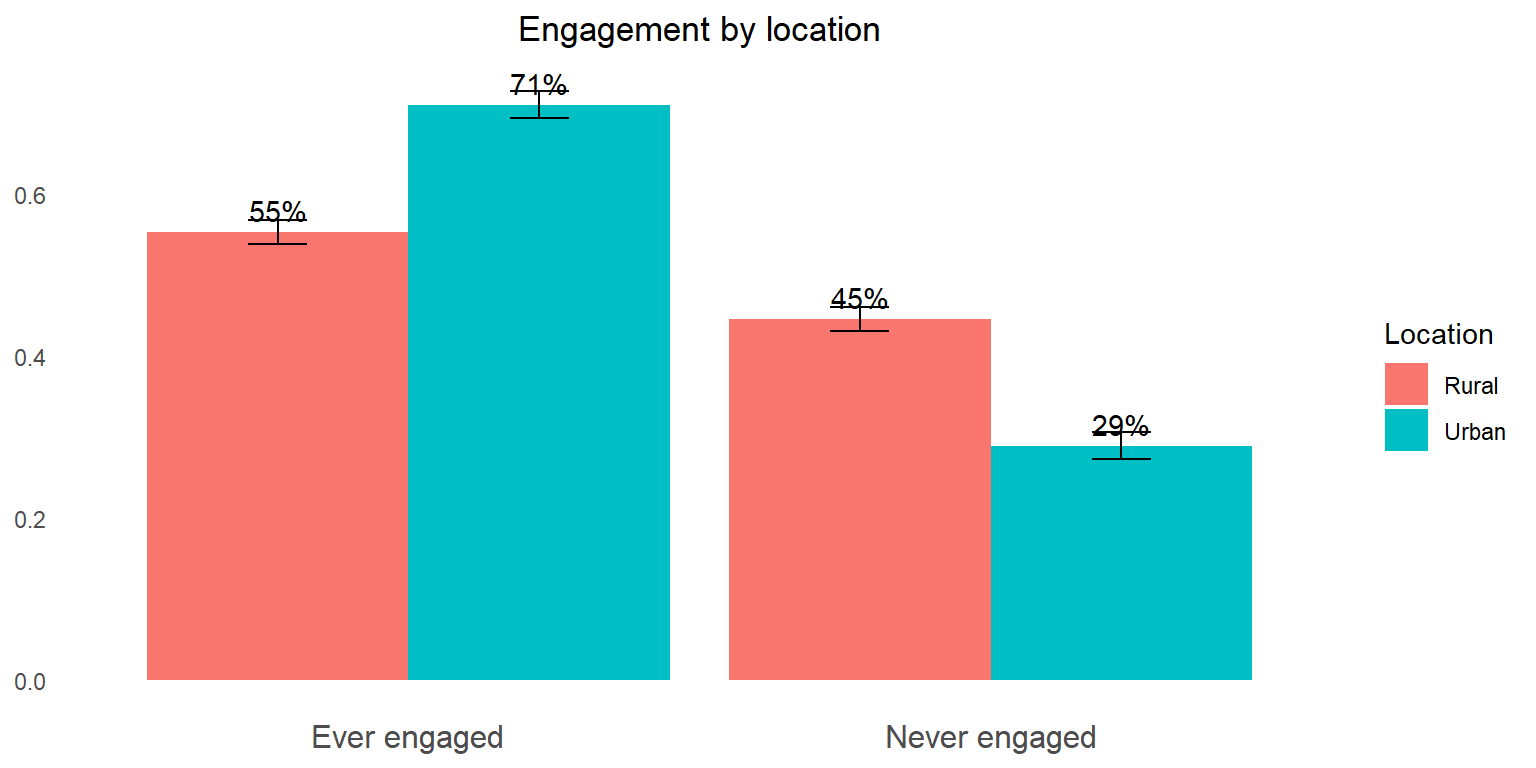 Engagement by location
71%
55%
45%
29%
0.6
0.4
0.2
0.0
Ever engaged
Never engaged
Location
Rural
Urban